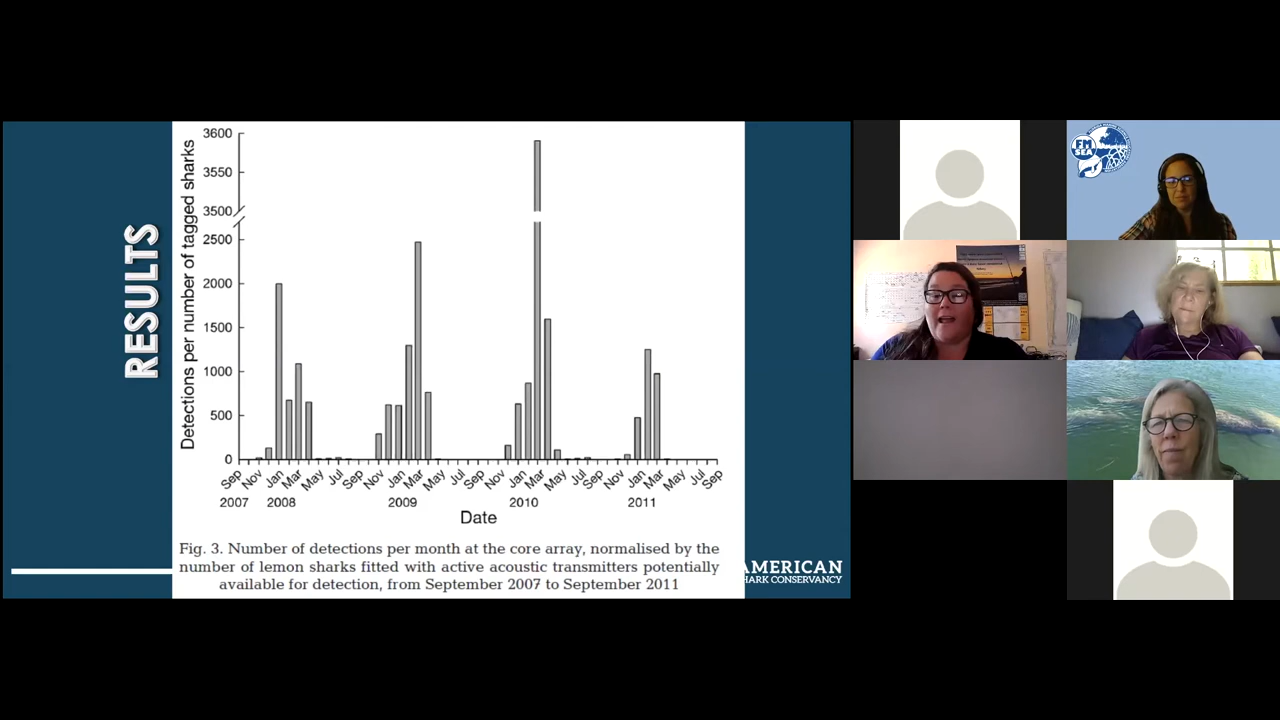 RESULTS
Detections per number of tagged sharks
3600
3550
3500
2500
2000
1500
1000
500
0
Sep Nov Jan Mar May Jul Sep Nov Jan Mar May Jul Sep Nov Jan Mar May Jul Sep Nov Jan Mar May Jul Sep
2007 2008 2009 2010 2011
Date
Fig. 3. Number of detections per month at the core array, normalised by the
number of lemon sharks fitted with active acoustic transmitters potentially
available for detection, from September 2007 to September 2011
AMERICAN
HARK CONSERVANCY
FM
SEA